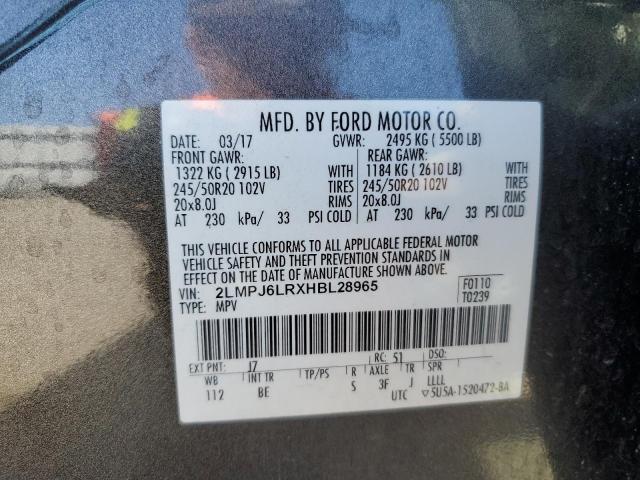 MFD. BY FORD MOTOR CO.
DATE: 03/17 GVWR: 2495 KG ( 5500 LB)
FRONT GAWR: REAR GAWR:
1322 KG ( 2915 LB) WITH 1184 KG ( 2610 LB) WITH
245/50R20 102V TIRES 245/50R20 102V TIRES
20x8.0J RIMS 20x8.0J RIMS
AT 230 kPa/ 33 PSI COLD AT 230 kPa/ 33 PSI COLD
THIS VEHICLE CONFORMS TO ALL APPLICABLE FEDERAL MOTOR
VEHICLE SAFETY AND THEFT PREVENTION STANDARDS IN
EFFECT ON THE DATE OF MANUFACTURE SHOWN ABOVE.
VIN: 2LMPJ6LRXHBL28965 F0110
TYPE: MPV T0239
EXT PNT: J7 RC: 51 DSO:
WB INT TR TP/PS R AXLE TR SPR
112 BE S 3F J LLLL
UTC ▽5U5A-1520472-BA